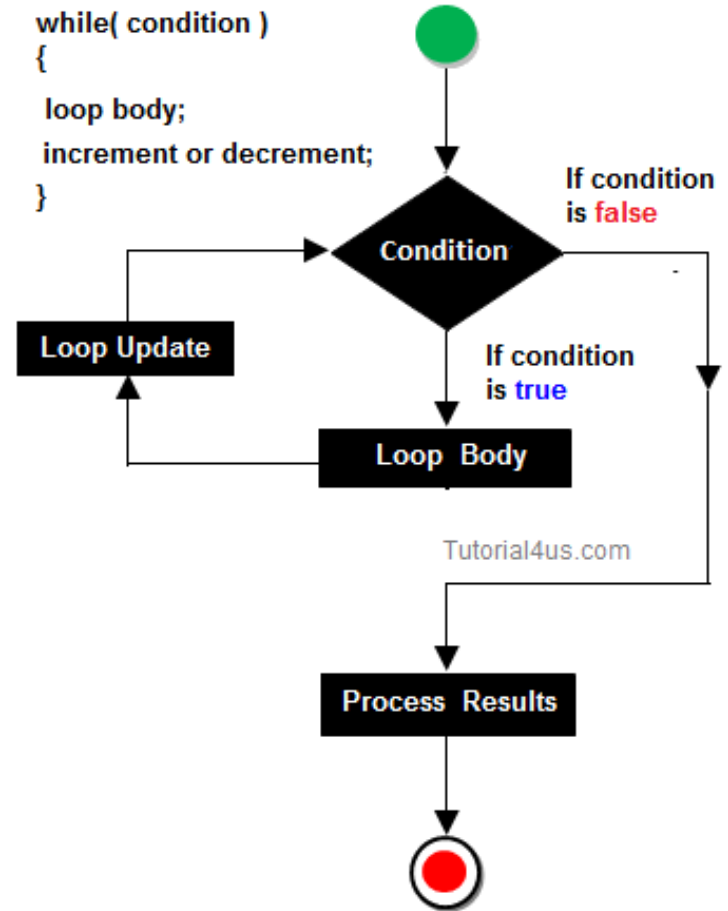 while( condition )
{
loop body;
increment or decrement;
}
If condition
is false
Condition
Loop Update
If condition
is true
Loop Body
Tutorial4us.com
Process Results